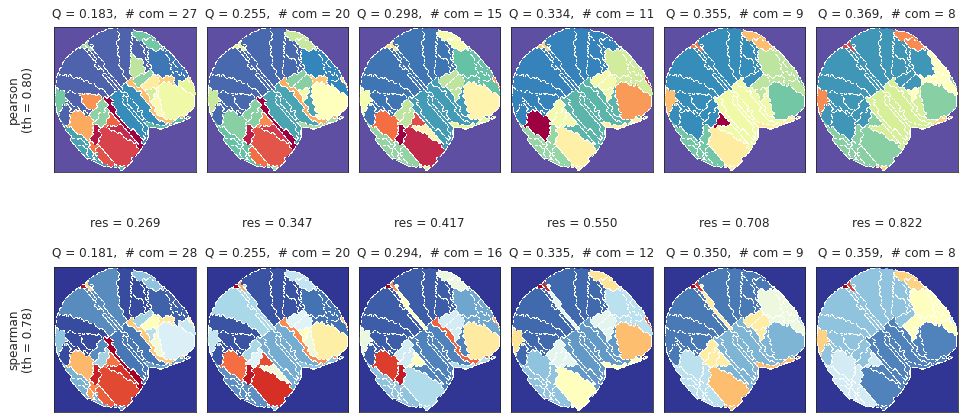 Q = 0.183,  # com = 27
Q = 0.255,  # com = 20
Q = 0.298,  # com = 15
Q = 0.334,  # com = 11
Q = 0.355,  # com = 9
Q = 0.369,  # com = 8
pearson
(th = 0.80)
res = 0.269
res = 0.347
res = 0.417
res = 0.550
res = 0.708
res = 0.822
Q = 0.181,  # com = 28
Q = 0.255,  # com = 20
Q = 0.294,  # com = 16
Q = 0.335,  # com = 12
Q = 0.350,  # com = 9
Q = 0.359,  # com = 8
spearman
(th = 0.78)